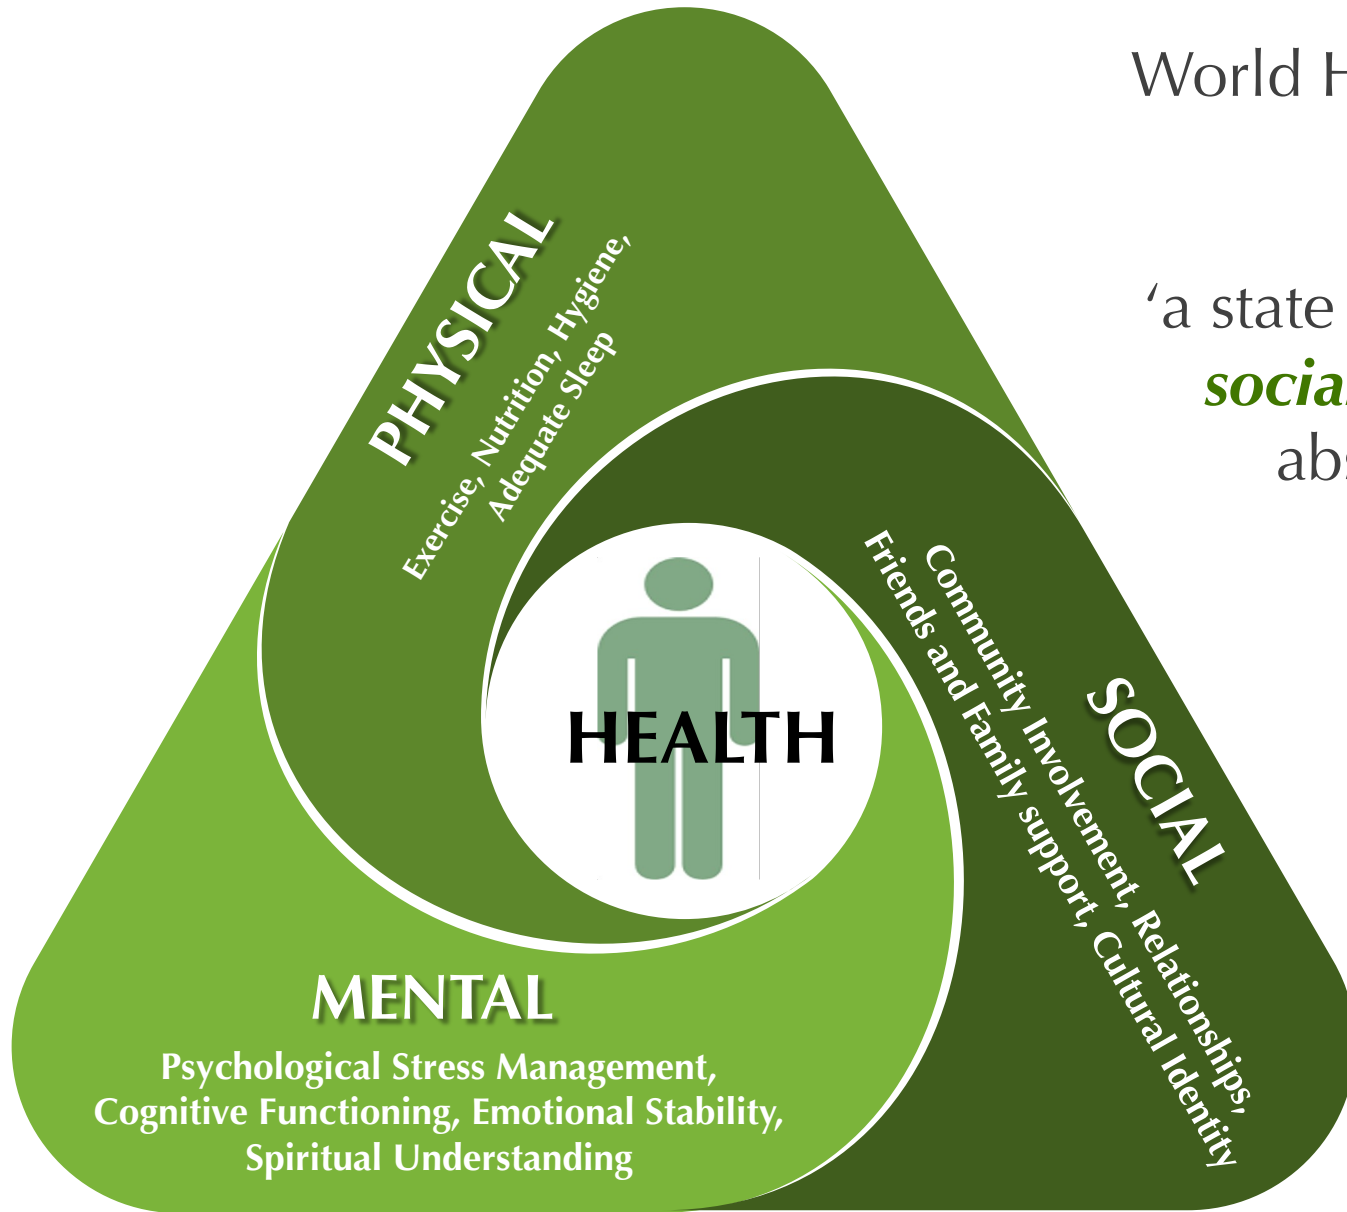 World H
'a state
social
abs
PHYSICAL
Exercise, Nutrition, Hygiene,
Adequate Sleep
HEALTH
SOCIAL
Community Involvement, Relationships,
Friends and Family support, Cultural Identity
MENTAL
Psychological Stress Management,
Cognitive Functioning, Emotional Stability,
Spiritual Understanding